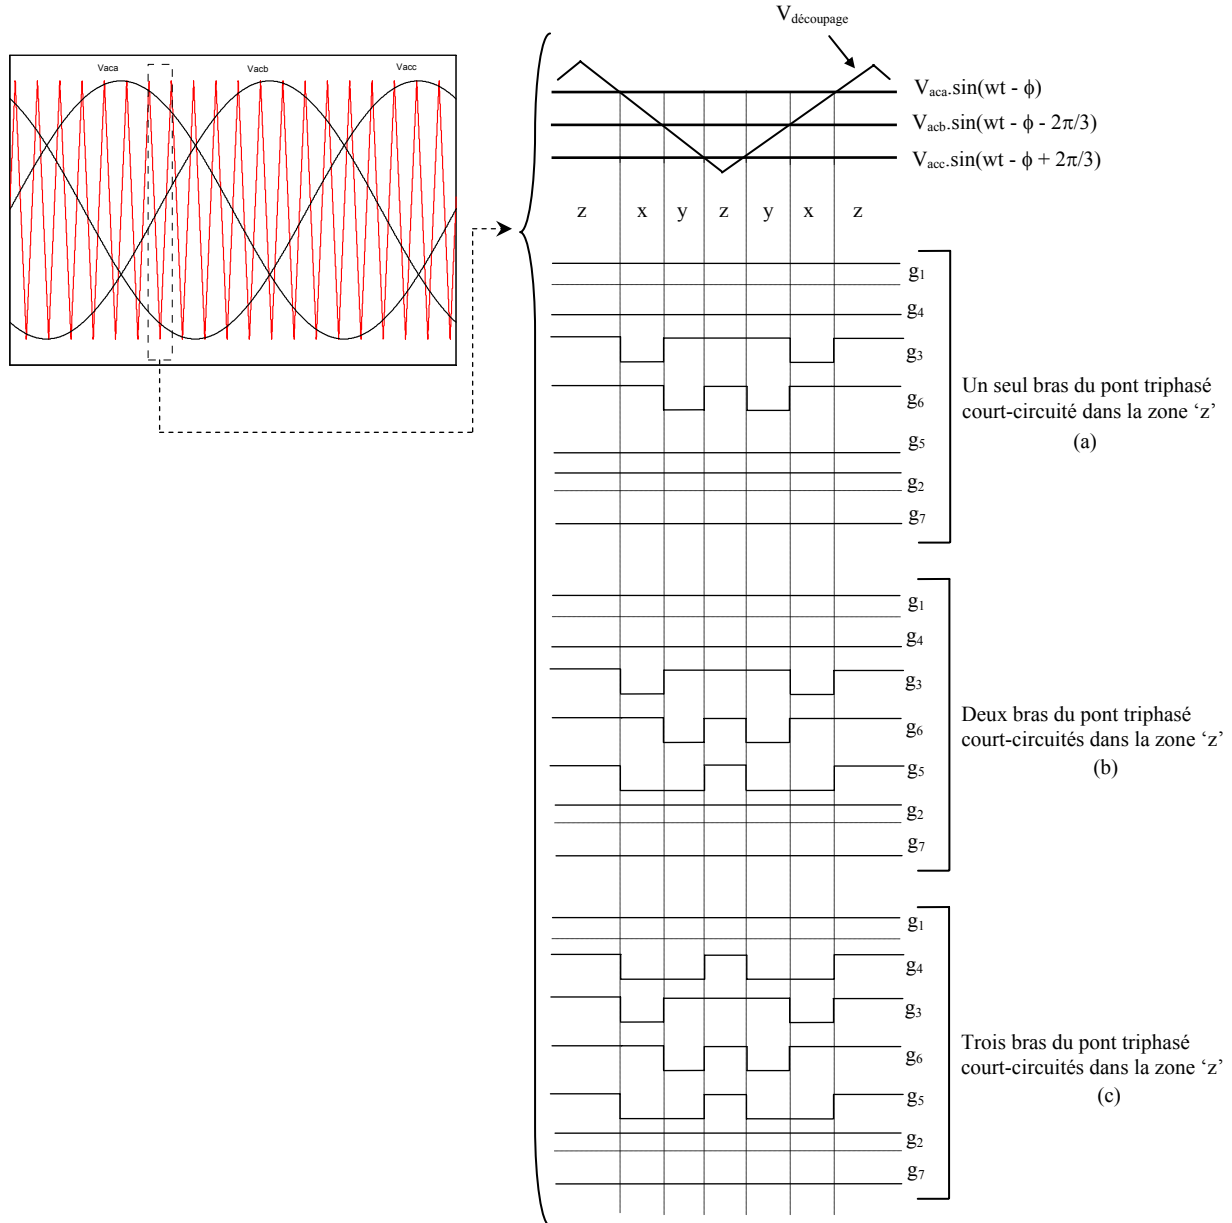 V découpage
Vaca
Vacb
Vacc
Vaca.sin(wt - ϕ)
Vacb.sin(wt - ϕ - 2π/3)
Vacc.sin(wt - ϕ + 2π/3)
z x y z y x z
g1
g4
g3
g6
g5
g2
g7
Un seul bras du pont triphasé
court-circuité dans la zone ‘z’
(a)
g1
g4
g3
g6
g5
g2
g7
Deux bras du pont triphasé
court-circuités dans la zone ‘z’
(b)
g1
g4
g3
g6
g5
g2
g7
Trois bras du pont triphasé
court-circuités dans la zone ‘z’
(c)